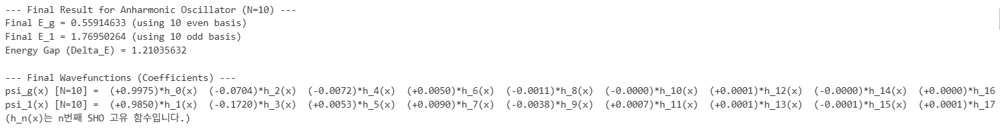 --- Final Result for Anharmonic Oscillator (N=10) ---
Final E_g = 0.55914633 (using 10 even basis)
Final E_1 = 1.76950264 (using 10 odd basis)
Energy Gap (Delta_E) = 1.21035632
--- Final Wavefunctions (Coefficients) ---
psi_g(x) [N=10] =  (+0.9975)*h_0(x)  (-0.0704)*h_2(x)  (-0.0072)*h_4(x)  (+0.0050)*h_6(x)  (-0.0011)*h_8(x)  (-0.0000)*h_10(x)  (+0.0001)*h_12(x)  (-0.0000)*h_14(x)  (+0.0000)*h_16
psi_1(x) [N=10] =  (+0.9850)*h_1(x)  (-0.1720)*h_3(x)  (+0.0053)*h_5(x)  (+0.0090)*h_7(x)  (-0.0038)*h_9(x)  (+0.0007)*h_11(x)  (+0.0001)*h_13(x)  (-0.0001)*h_15(x)  (+0.0001)*h_17
(h_n(x)는 n번째 SHO 고유 함수입니다.)